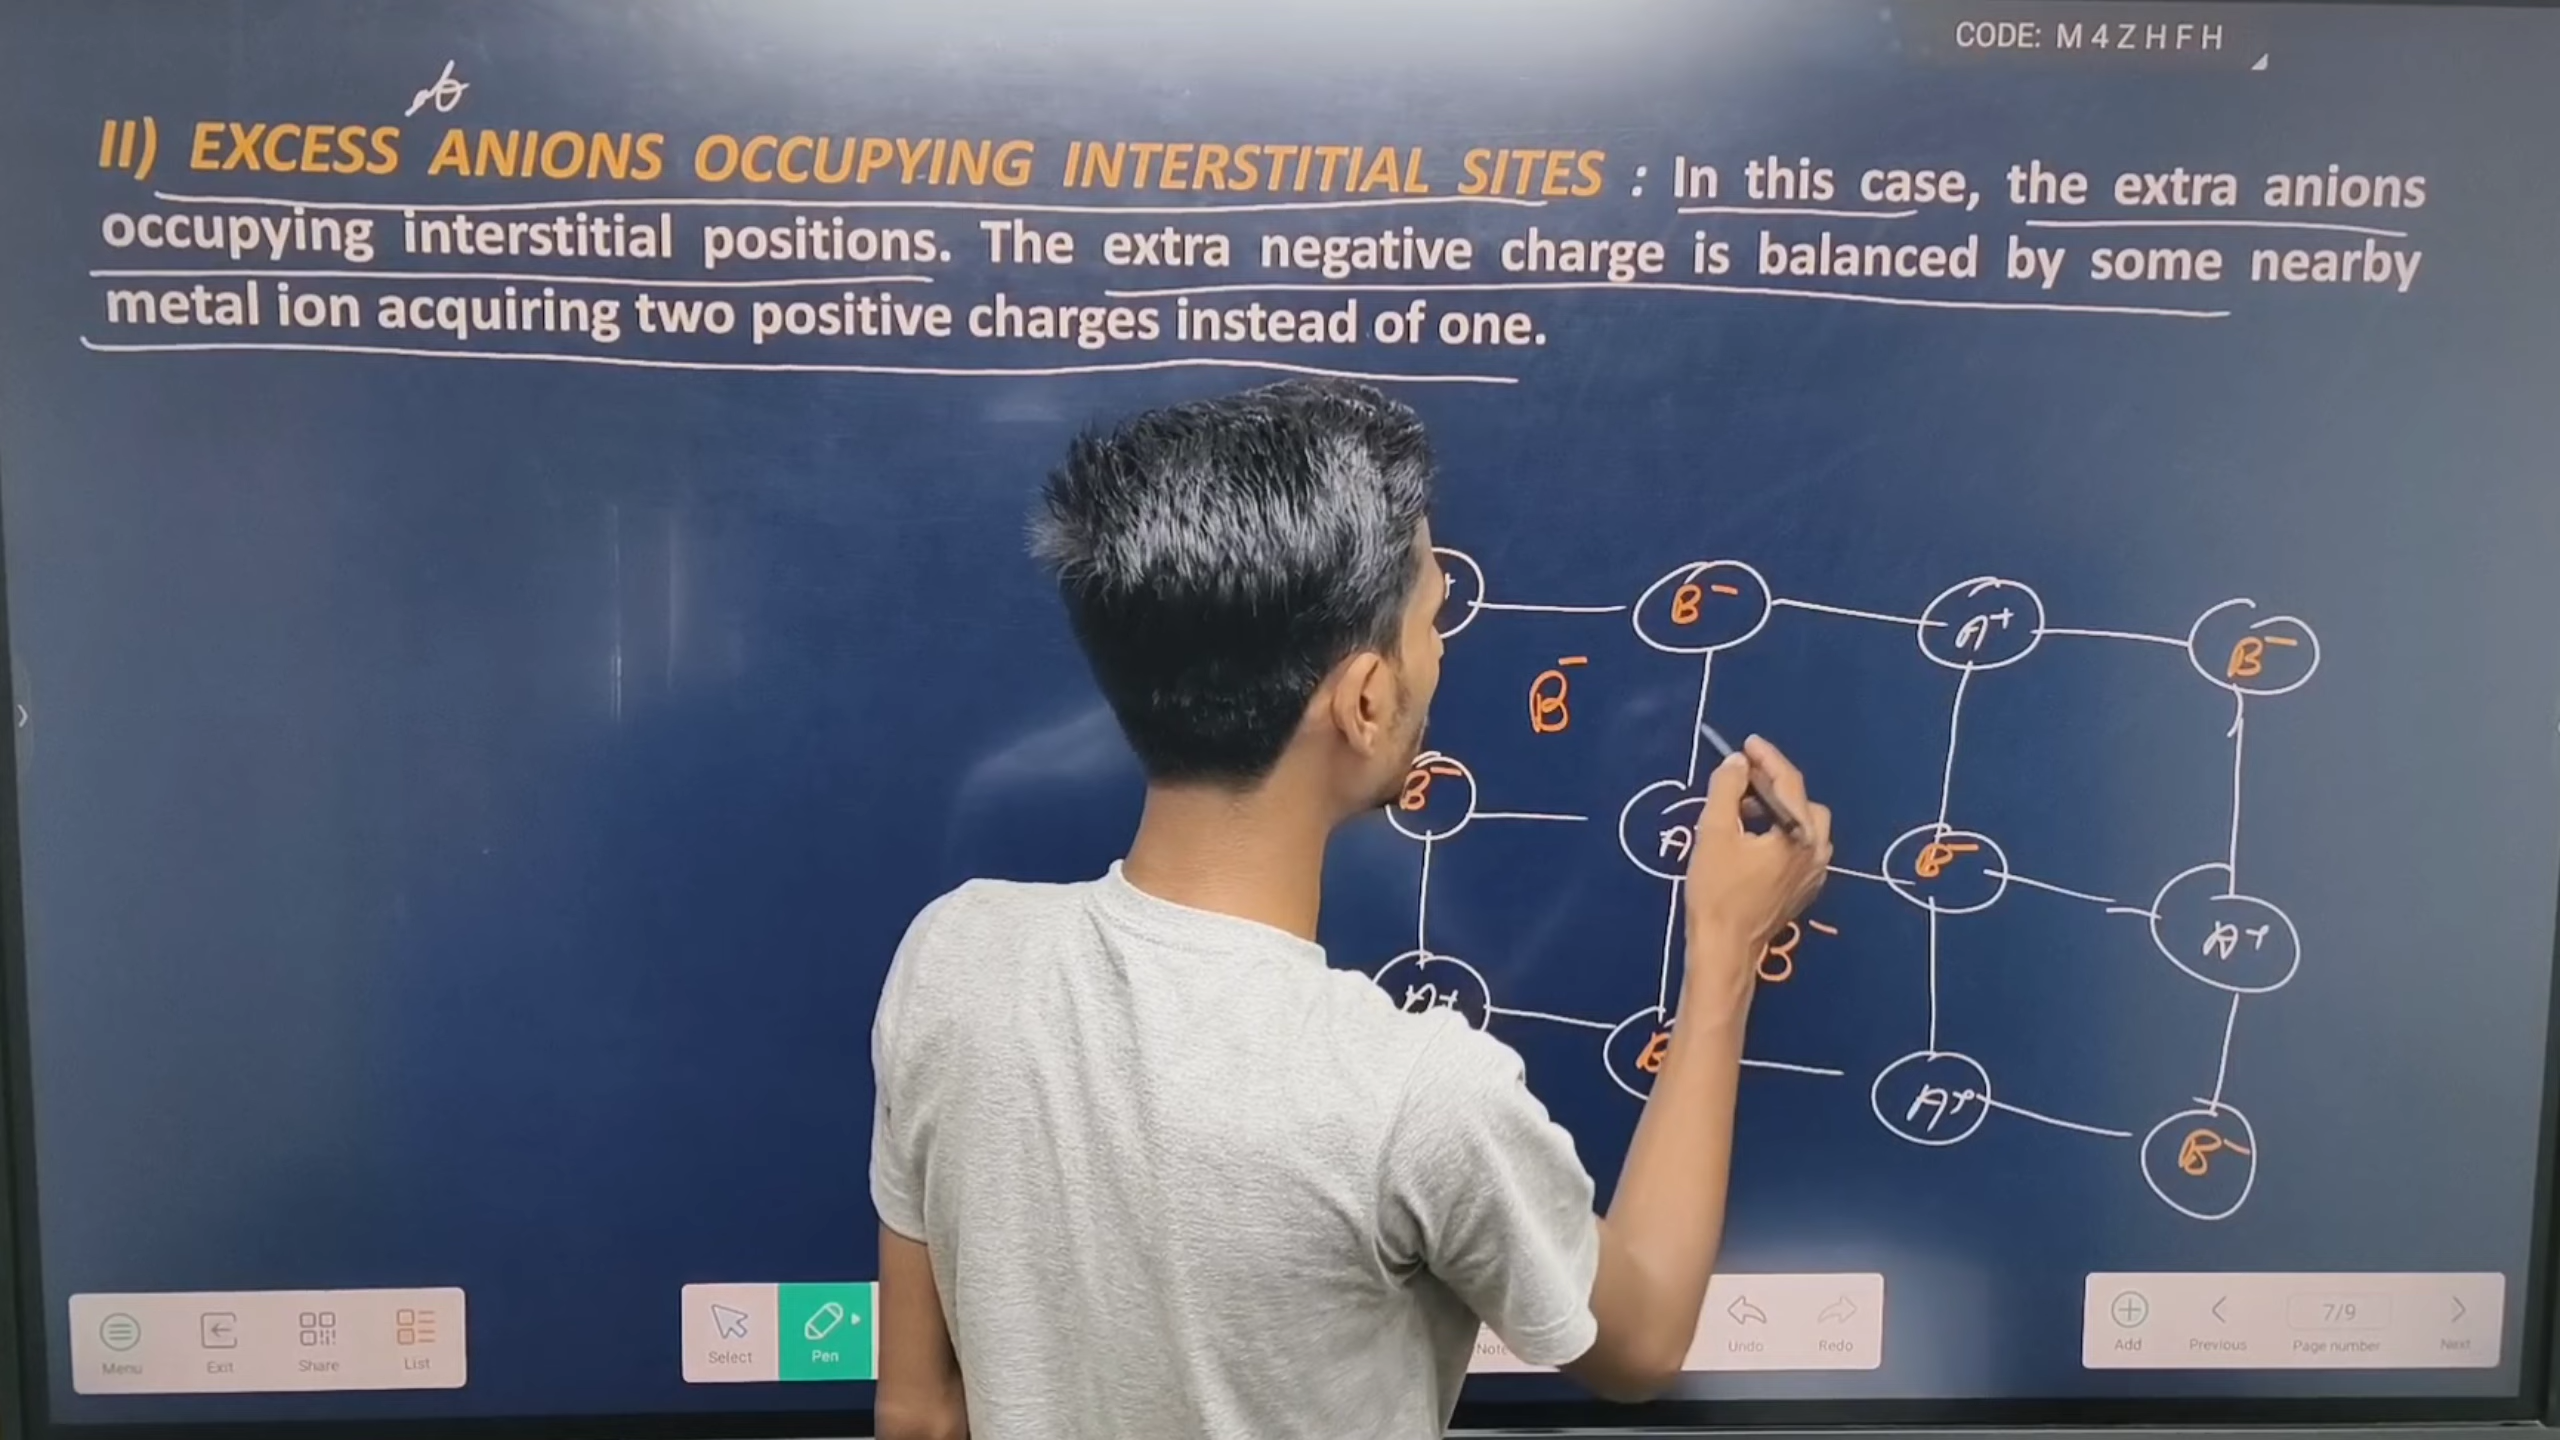 CODE: M4ZHFH
II) EXCESS ANIONS OCCUPYING INTERSTITIAL SITES : In this case, the extra anions
occupying interstitial positions. The extra negative charge is balanced by some nearby
metal ion acquiring two positive charges instead of one.
+ B⁻ A⁺ B⁻
B⁻
B⁻ A B⁻ A⁺
B⁻
A⁺ B A⁺ B⁻
Menu Exit Share List Select Pen Note Undo Redo Add Previous 7/9 Page number Next